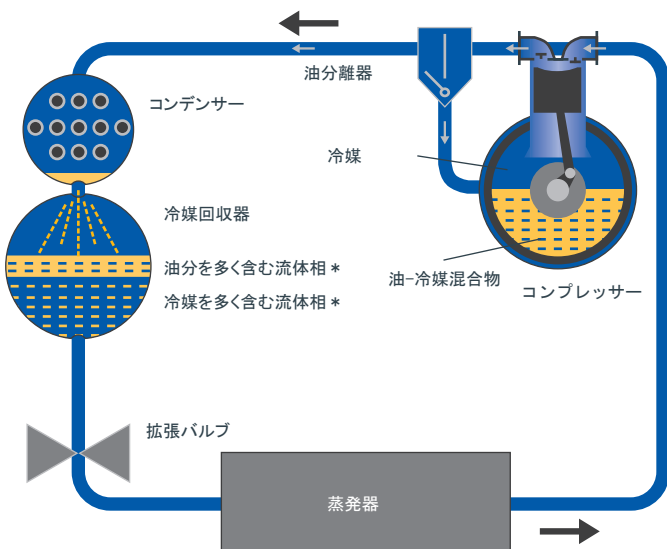 油分離器
コンデンサー
冷媒
冷媒回収器
油分を多く含む流体相*
油-冷媒混合物
コンプレッサー
冷媒を多く含む流体相*
拡張バルブ
蒸発器